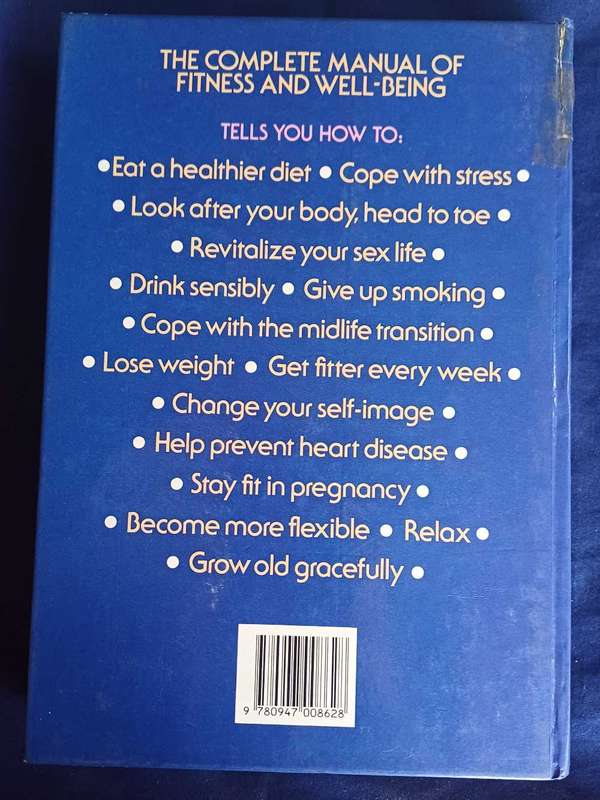 THE COMPLETE MANUAL OF
FITNESS AND WELL-BEING
TELLS YOU HOW TO:
•Eat a healthier diet • Cope with stress •
• Look after your body, head to toe •
• Revitalize your sex life •
• Drink sensibly • Give up smoking •
• Cope with the midlife transition •
• Lose weight • Get fitter every week •
• Change your self-image •
• Help prevent heart disease •
• Stay fit in pregnancy •
• Become more flexible • Relax •
• Grow old gracefully •
9 780947 008628